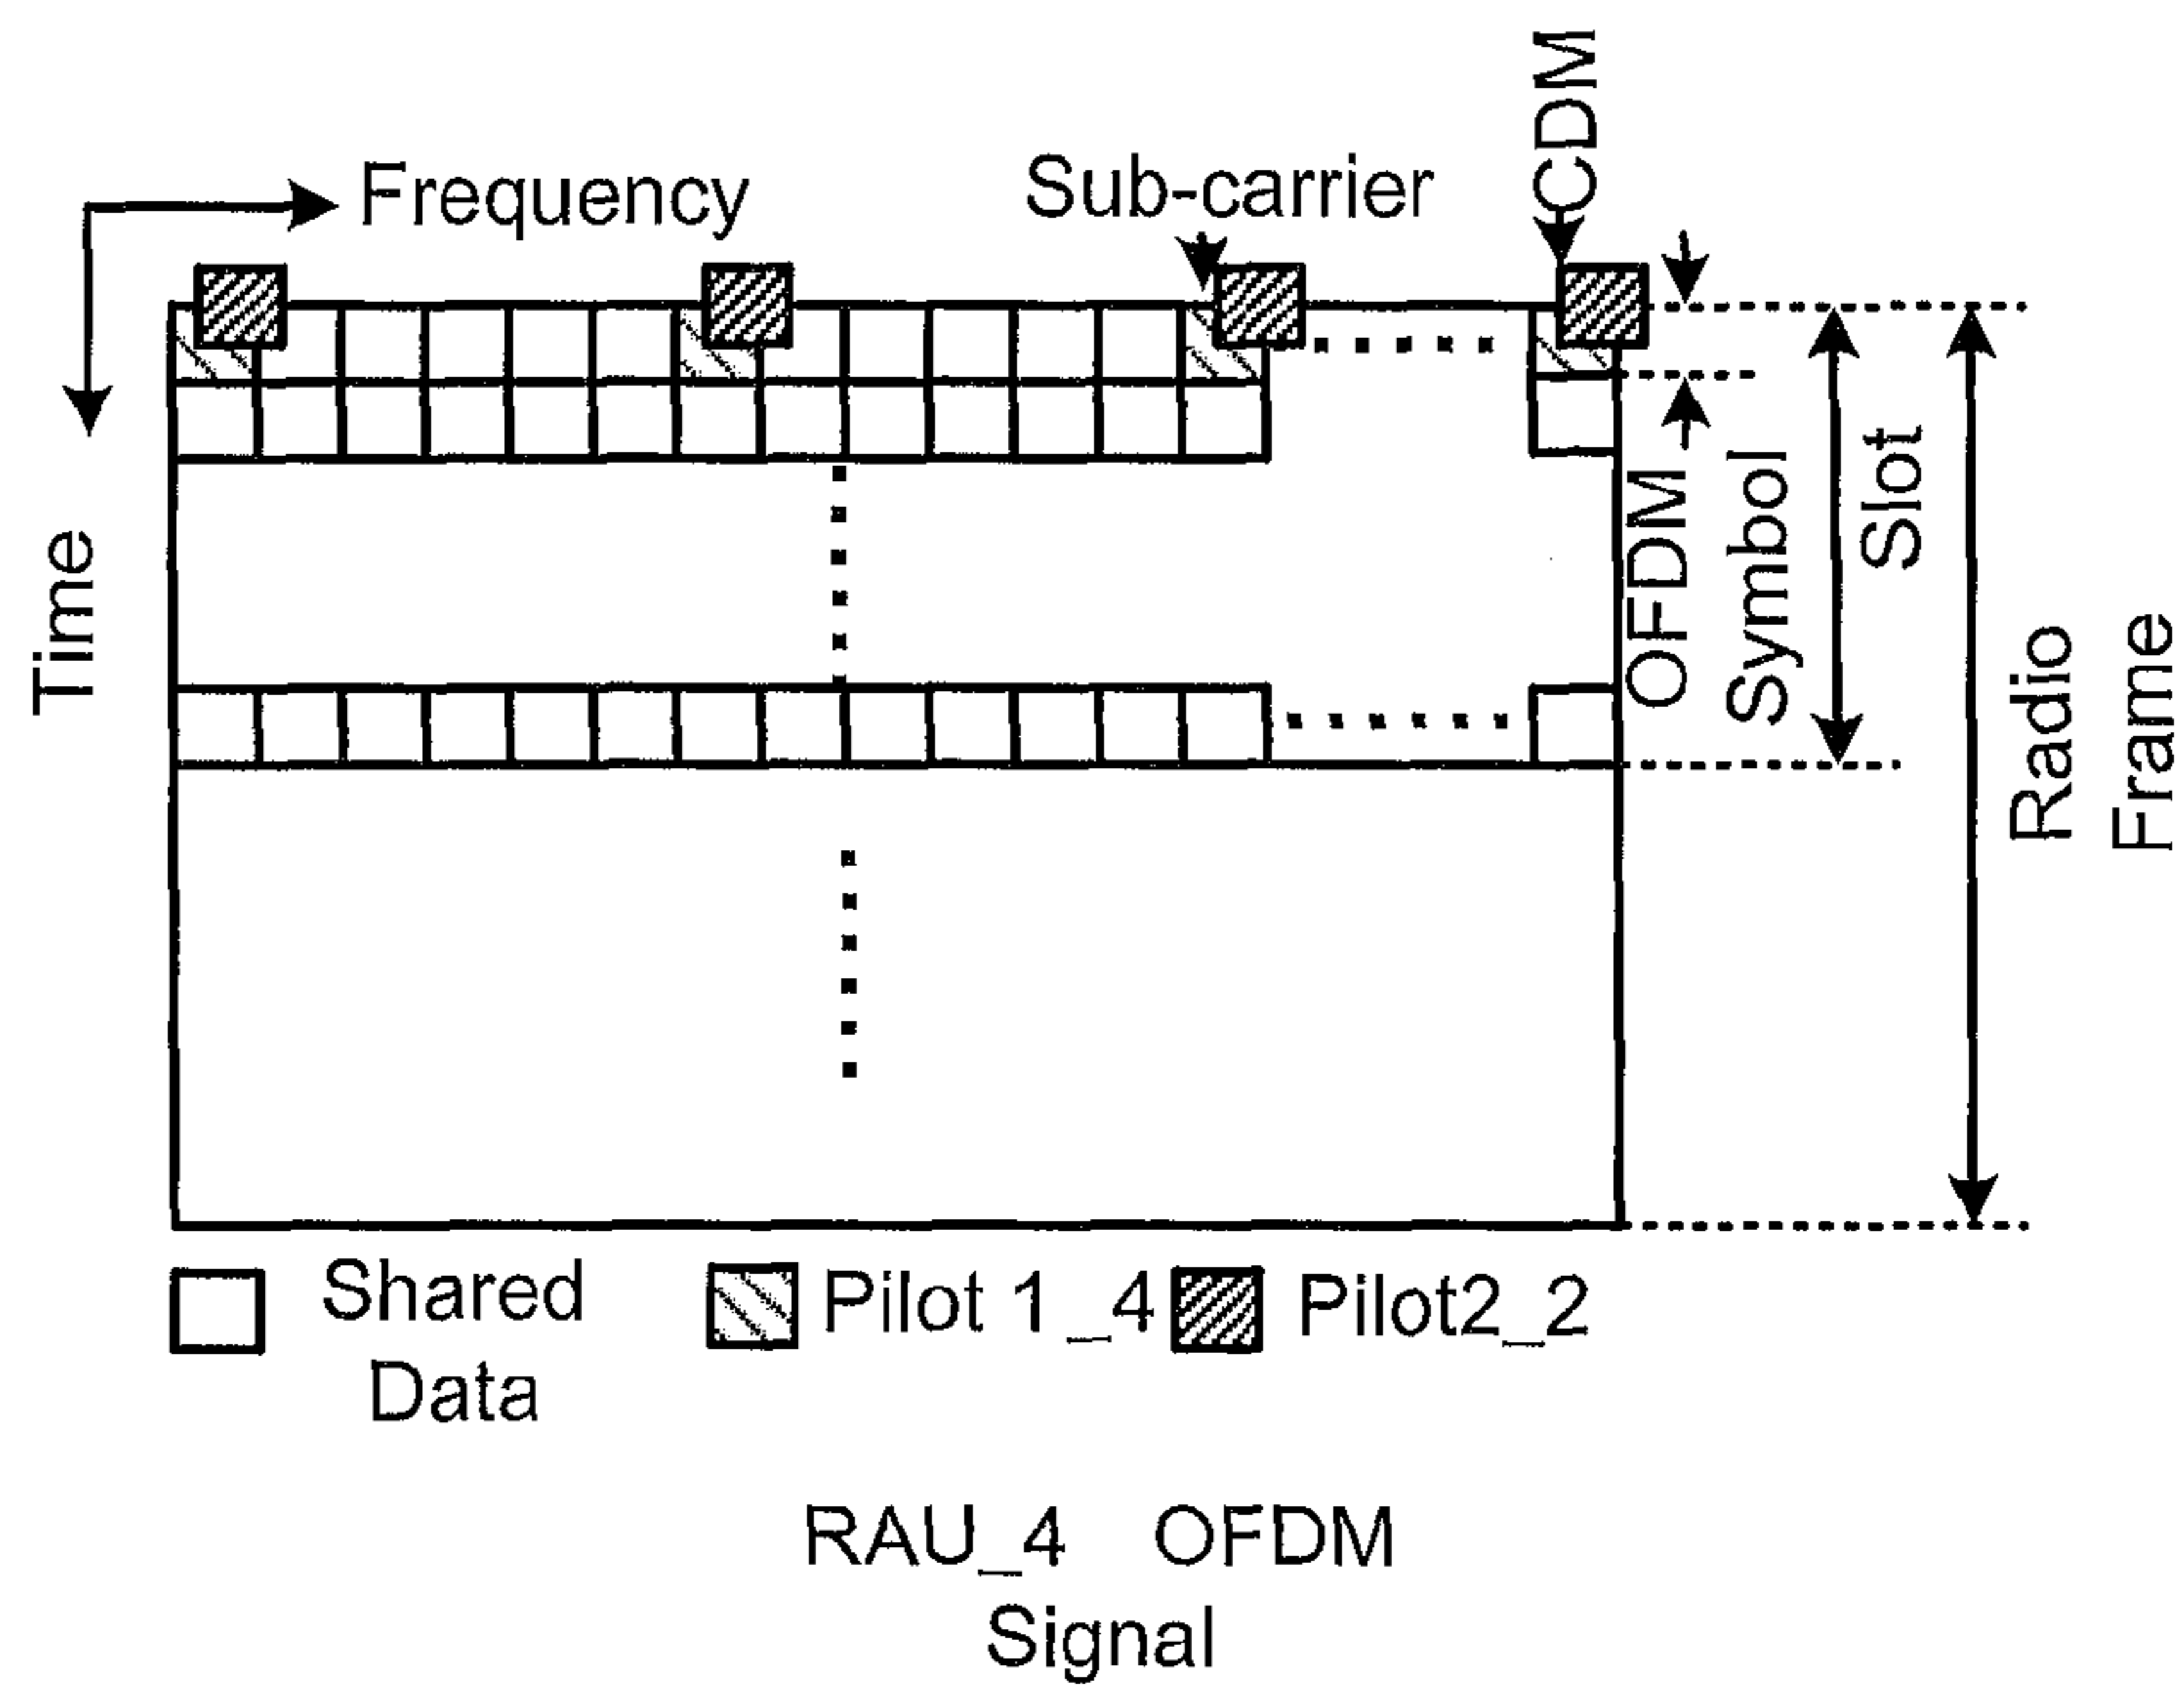 CDM
Frequency
Sub-carrier
Time
OFDM
Symbol
Slot
Radio
Frame
Shared
Data
Pilot 1_4
Pilot2_2
RAU_4 OFDM
Signal